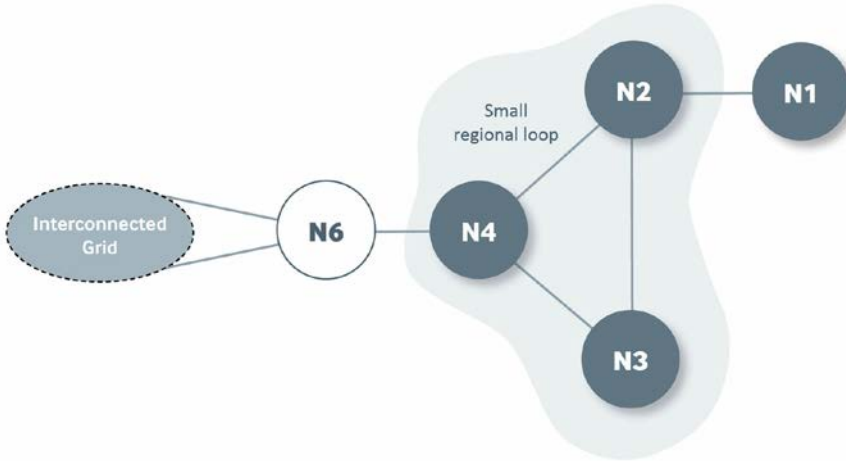 N2
N1
Small
regional loop
Interconnected
Grid
N6
N4
N3